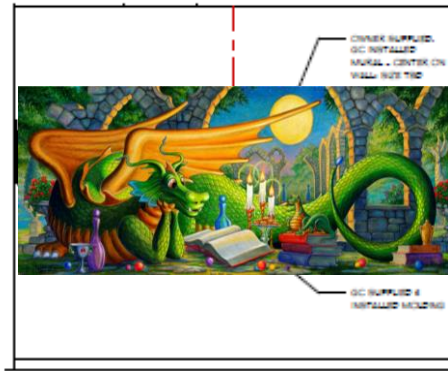 OWNER SUPPLIED,
GC INSTALLED
MURAL - CENTER ON
WALL. SIZE TBD
GC SUPPLIED &
INSTALLED MOLDING